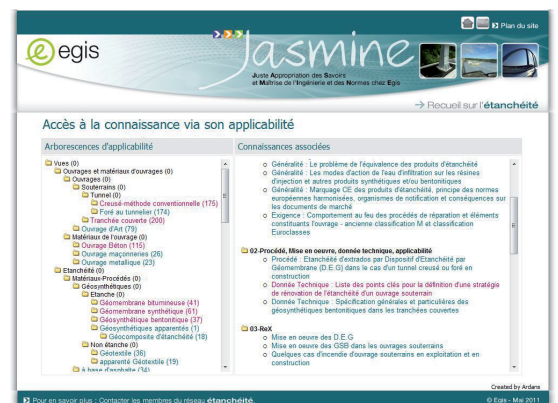 Plan du site
egis
Jasmine
Juste Appropriation des Savoirs
et Maîtrise de l'Ingénierie et des Normes chez Egis
Recueil sur l'étanchéité
Accès à la connaissance via son applicabilité
Arborescences d'applicabilité
Vues (0)
Ouvrages et matériaux d'ouvrages (0)
Ouvrages (0)
Souterrains (0)
Tunnel (0)
Creusé-méthode conventionnelle (175)
Foré au tunnelier (174)
Tranchée couverte (200)
Ouvrage d'Art (79)
Matériaux de l'ouvrage (0)
Ouvrage Béton (115)
Ouvrage maçonneries (26)
Ouvrage metallique (23)
Etanchéité (0)
Matériaux-Procédés (0)
Géosynthétiques (0)
Etanche (0)
Géomembrane bitumineuse (41)
Géomembrane synthétique (61)
Géosynthétique bentonitique (37)
Géosynthétiques apparentés (1)
Géocomposite d'étanchéité (18)
Non étanche (0)
Géotextile (36)
apparenté Géotextile (19)
à base d'asphalte (34)
Connaissances associées
Généralité : Le problème de l'équivalence des produits d'étanchéité
Généralité : Les modes d'action de l'eau d'infiltration sur les résines
d'injection et autres produits synthétiques et/ou bentonitiques
Généralité : Marquage CE des produits d'étanchéité, principe des normes
européennes harmonisées, organismes de notification et conséquences sur
les documents de marché
Exigence : Comportement au feu des procédés de réparation et éléments
constituants l'ouvrage - ancienne classification M et classification
Euroclasses
02-Procédé, Mise en oeuvre, donnée technique, applicabilité
Procédé : Etanchéité d'extrados par Dispositif d'Etanchéité par
Géomembrane (D.E.G) dans le cas d'un tunnel creusé ou foré en
construction
Donnée Technique : Liste des points clés pour la définition d'une stratégie
de rénovation de l'étanchéité d'un ouvrage souterrain
Donnée Technique : Spécification générales et particulières des
géosynthétiques bentonitiques dans les tranchées couvertes
03-ReX
Mise en oeuvre des D.E.G
Mise en oeuvre des GSB dans les ouvrages souterrains
Quelques cas d'incendie d'ouvrage souterrains en exploitation et en
construction
Created by Ardans
Pour en savoir plus : Contacter les membres du réseau étanchéité.
© Egis - Mai 2011